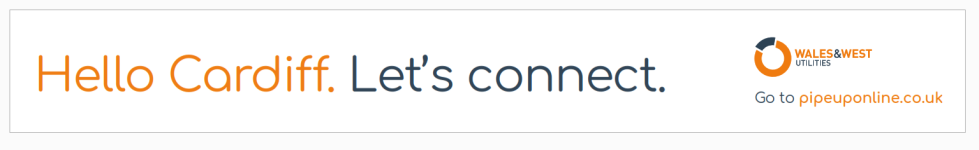 Hello Cardiff. Let's connect.
WALES&WEST
UTILITIES
Go to pipeuponline.co.uk